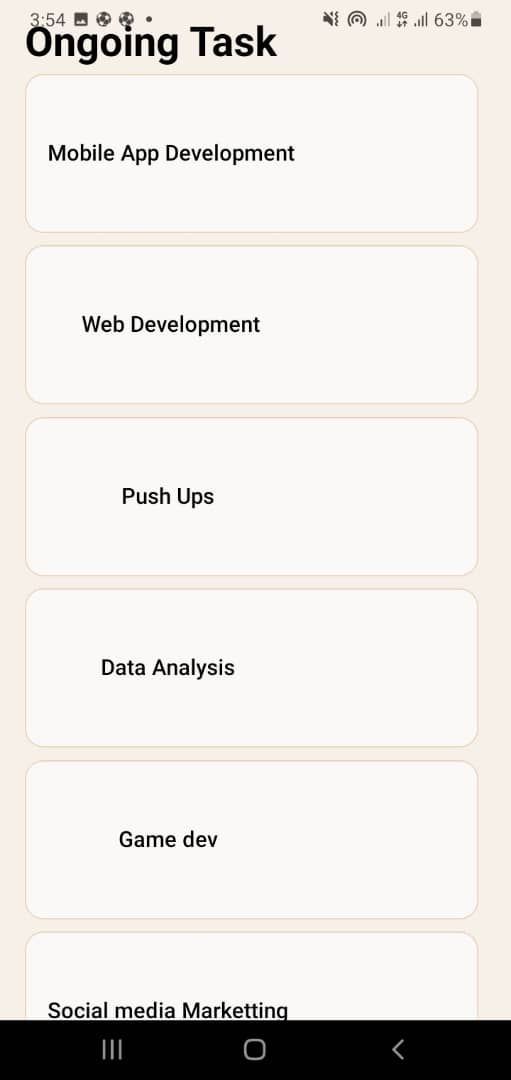 3:54 4G 63%
Ongoing Task
Mobile App Development
Web Development
Push Ups
Data Analysis
Game dev
Social media Marketting